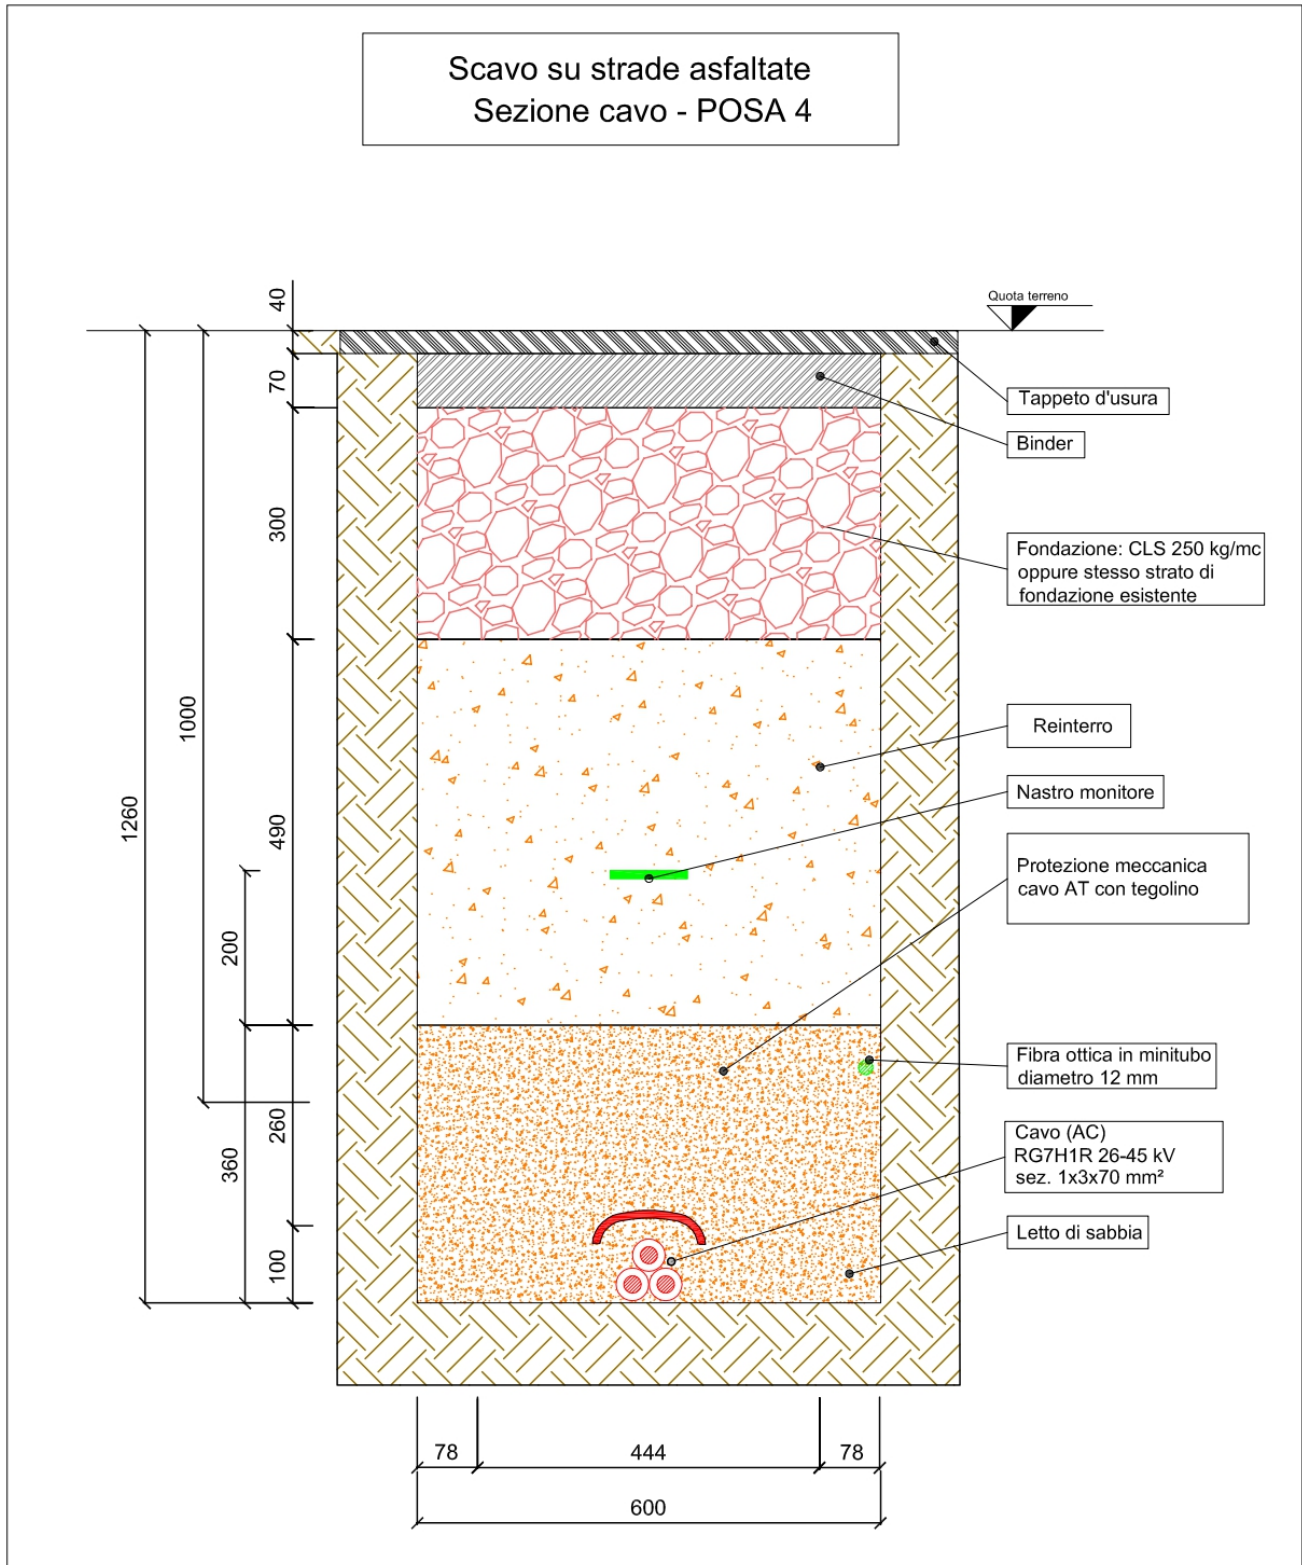 Scavo su strade asfaltate
Sezione cavo - POSA 4
Quota terreno
40
70
300
490
260
100
1000
1260
200
360
Tappeto d'usura
Binder
Fondazione: CLS 250 kg/mc
oppure stesso strato di
fondazione esistente
Reinterro
Nastro monitore
Protezione meccanica
cavo AT con tegolino
Fibra ottica in minitubo
diametro 12 mm
Cavo (AC)
RG7H1R 26-45 kV
sez. 1x3x70 mm²
Letto di sabbia
78
444
78
600